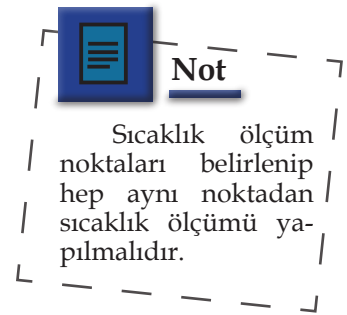 Not
Sıcaklık ölçüm
noktaları belirlenip
hep aynı noktadan
sıcaklık ölçümü ya-
pılmalıdır.